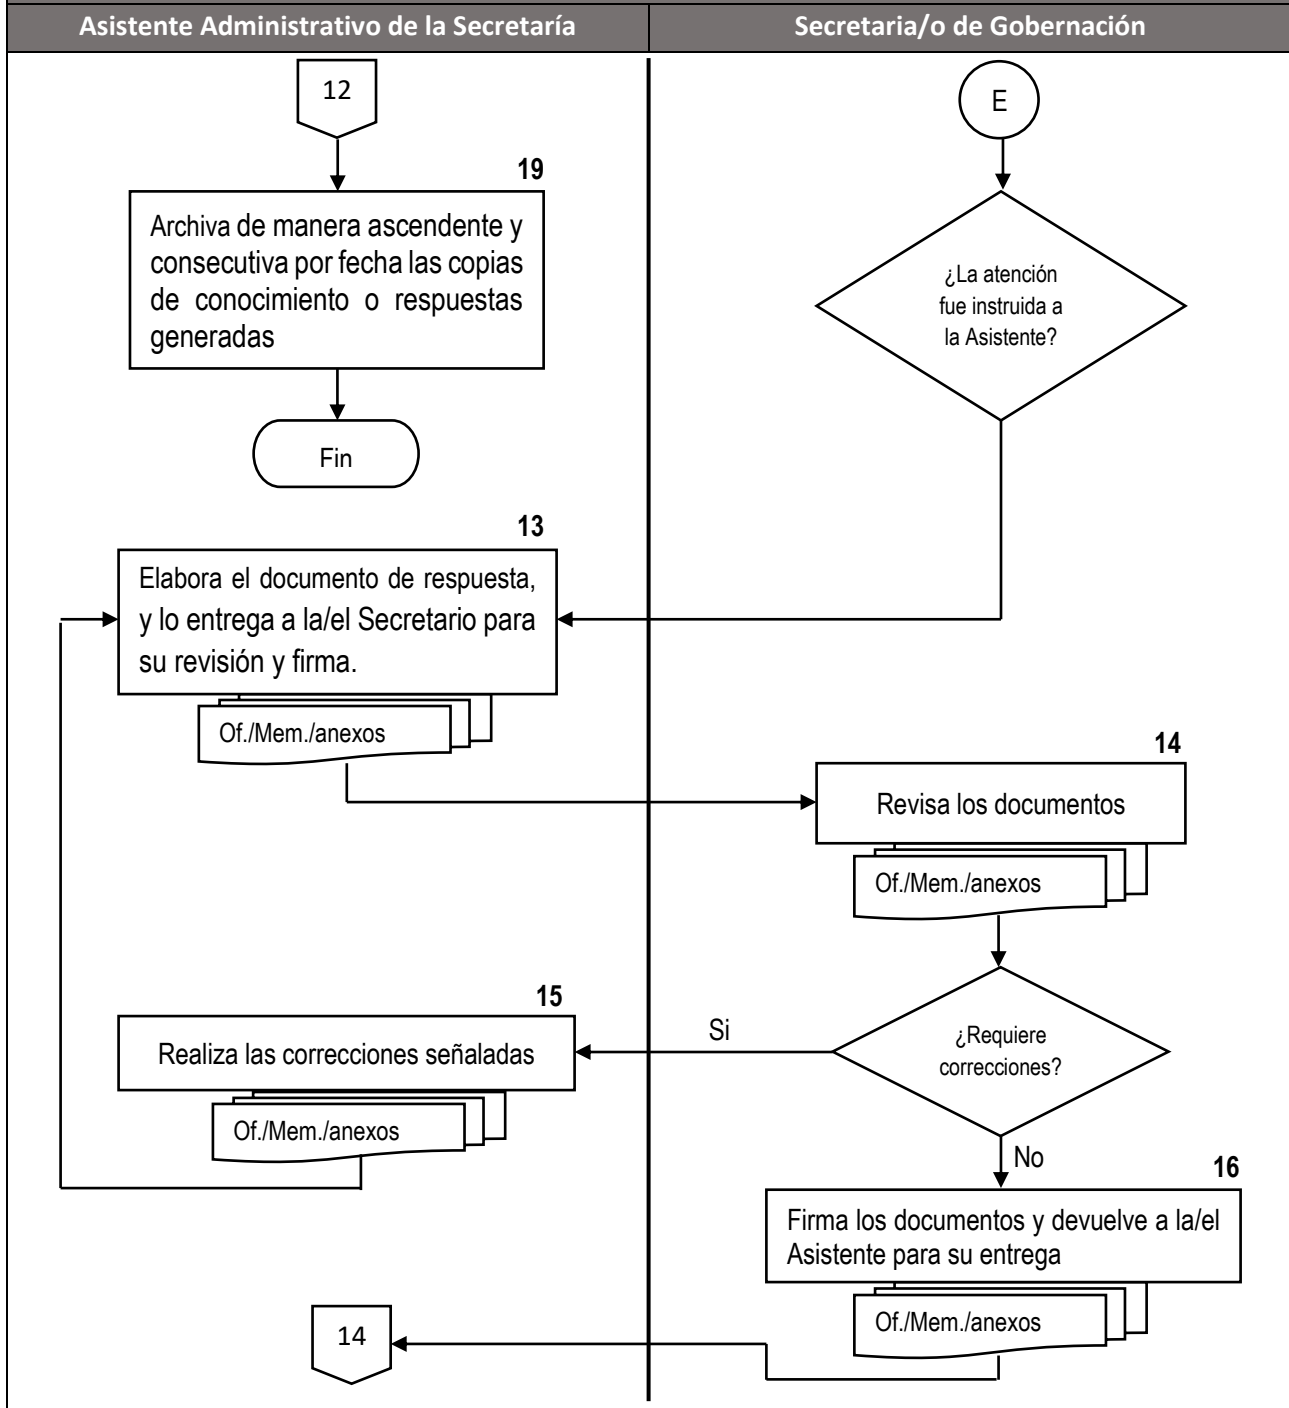 Asistente Administrativo de la Secretaría
Secretaria/o de Gobernación
12
E
19
Archiva de manera ascendente y
consecutiva por fecha las copias
de conocimiento o respuestas
generadas
¿La atención
fue instruida a
la Asistente?
Fin
13
Elabora el documento de respuesta,
y lo entrega a la/el Secretario para
su revisión y firma.
Of./Mem./anexos
14
Revisa los documentos
Of./Mem./anexos
15
Realiza las correcciones señaladas
Of./Mem./anexos
Si
¿Requiere
correcciones?
No
16
Firma los documentos y devuelve a la/el
Asistente para su entrega
Of./Mem./anexos
14